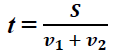 t = S / (v₁ + v₂)